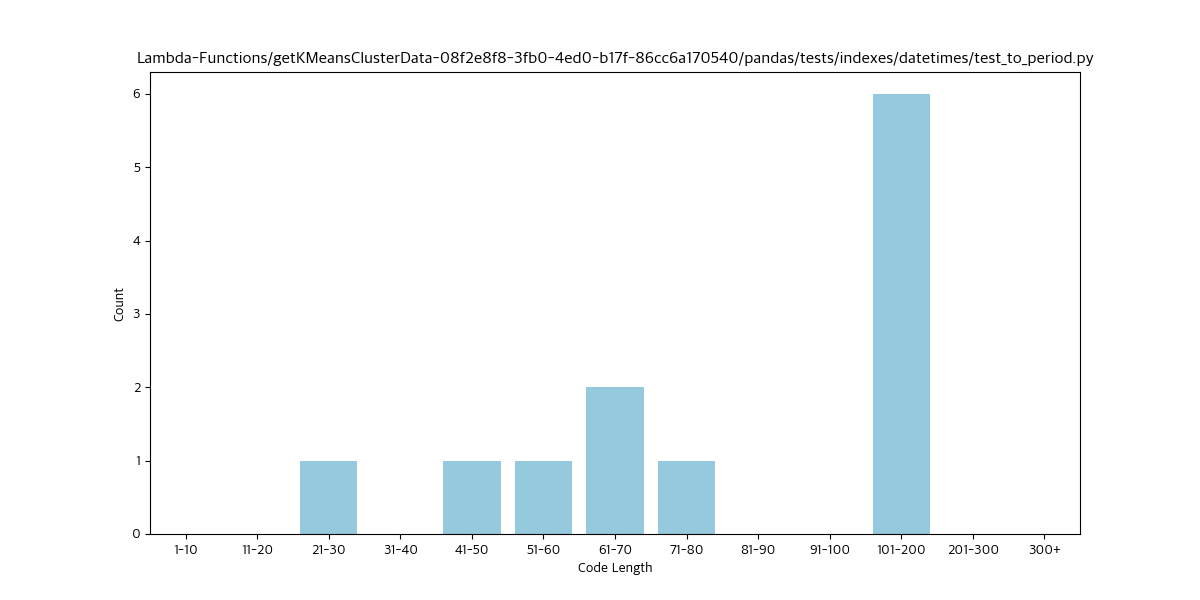 Lambda-Functions/getKMeansClusterData-08f2e8f8-3fb0-4ed0-b17f-86cc6a170540/pandas/tests/indexes/datetimes/test_to_period.py
6
5
4
3
2
1
0
Count
1-10 11-20 21-30 31-40 41-50 51-60 61-70 71-80 81-90 91-100 101-200 201-300 300+
Code Length